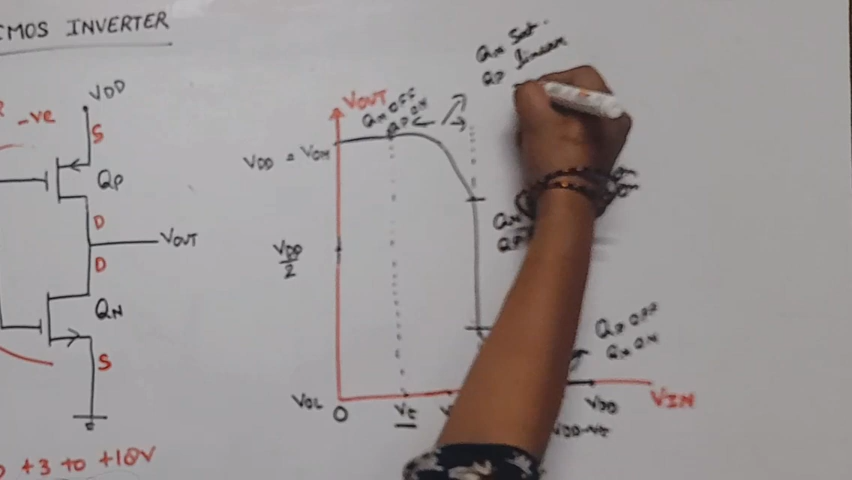 CMOS INVERTER
VDD
-ve
S
QP
D
VOUT
D
QN
S
+3 to +18V
VOUT
QN OFF
QP ON
QN Sat.
QP linear
VDD = VOH
VDD
2
QN
QP
QP OFF
QN ON
VOL
0
Vt
VDD
VIN
VDD-Vt